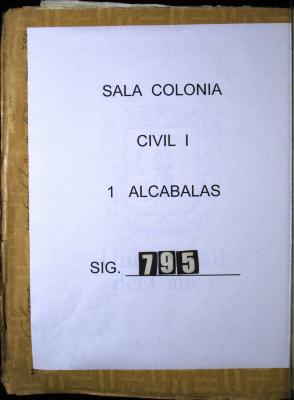 SALA COLONIA
CIVIL I
1 ALCABALAS
SIG. 795